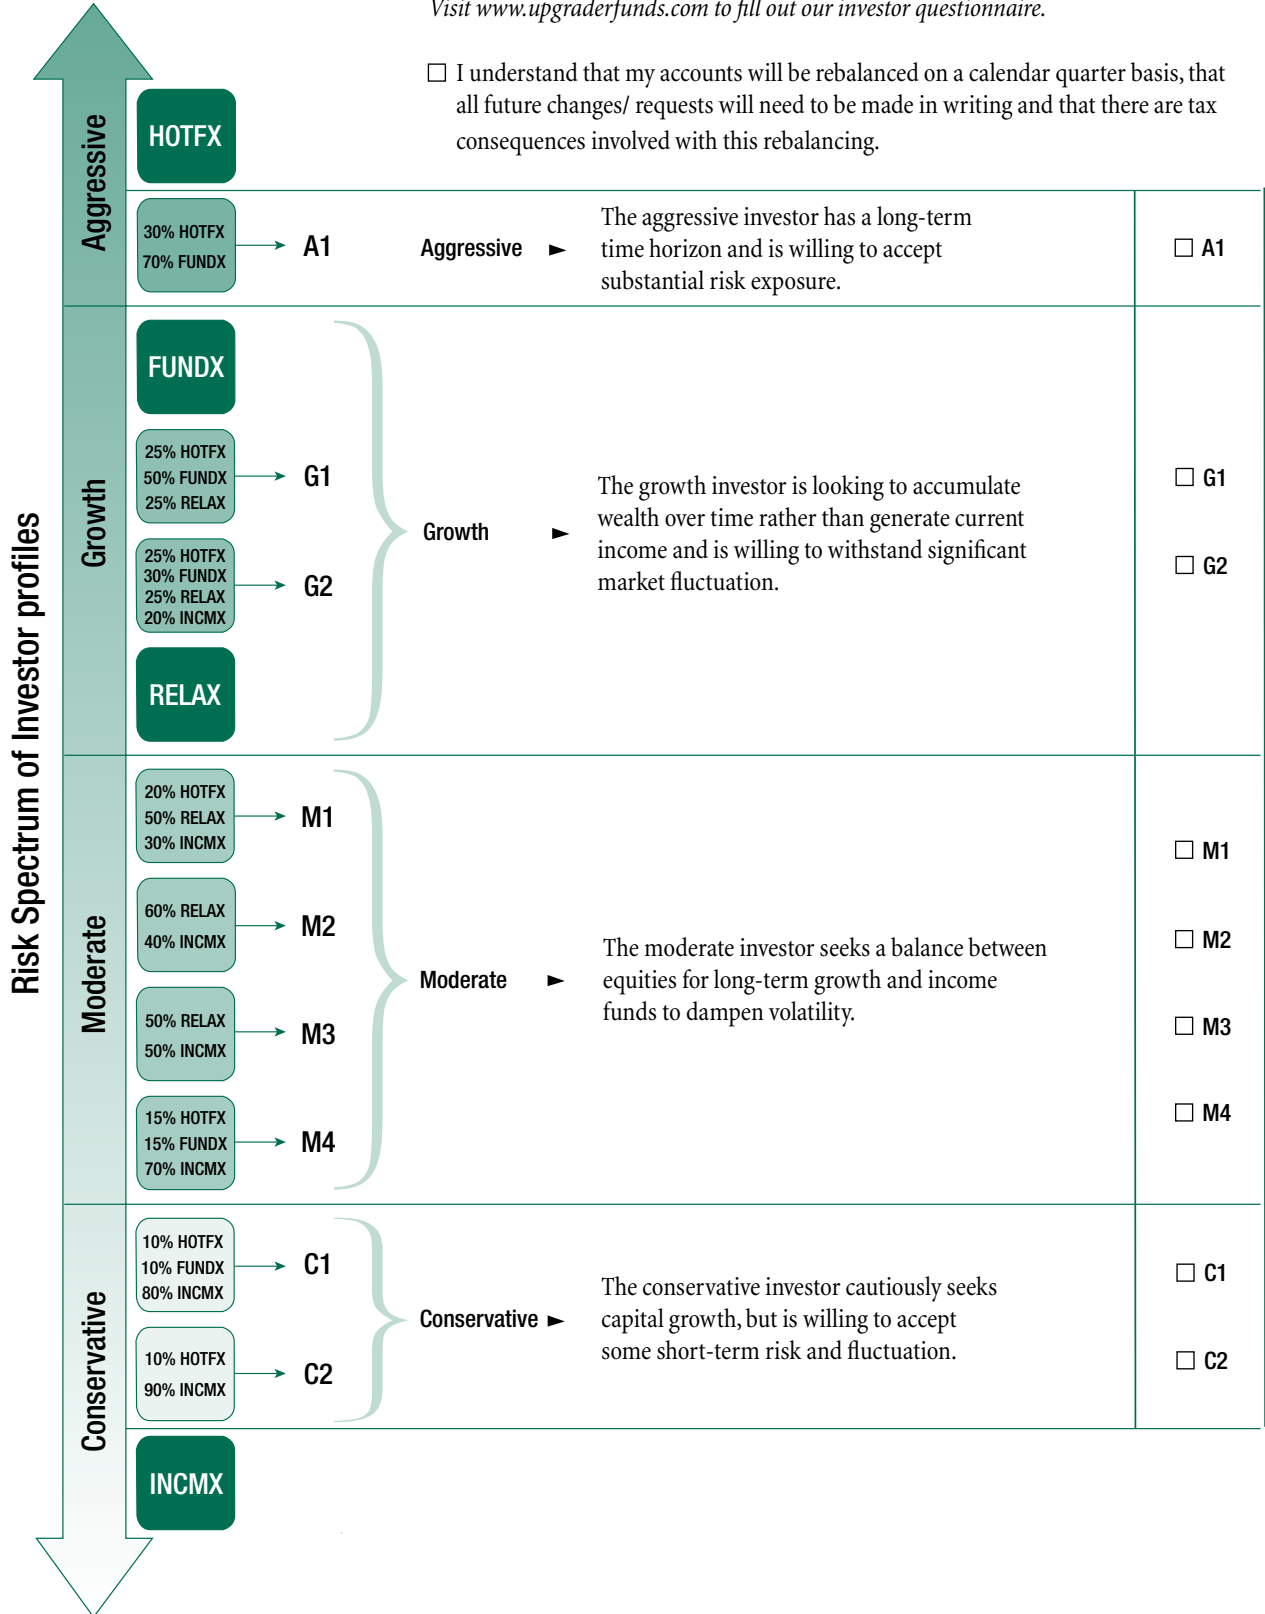 Visit www.upgraderfunds.com to fill out our investor questionnaire.
☐ I understand that my accounts will be rebalanced on a calendar quarter basis, that
all future changes/ requests will need to be made in writing and that there are tax
consequences involved with this rebalancing.
Risk Spectrum of Investor profiles
Aggressive
HOTFX
30% HOTFX
70% FUNDX
A1
Aggressive ►
The aggressive investor has a long-term
time horizon and is willing to accept
substantial risk exposure.
☐ A1
Growth
FUNDX
25% HOTFX
50% FUNDX
25% RELAX
G1
25% HOTFX
30% FUNDX
25% RELAX
20% INCMX
G2
RELAX
Growth ►
The growth investor is looking to accumulate
wealth over time rather than generate current
income and is willing to withstand significant
market fluctuation.
☐ G1
☐ G2
Moderate
20% HOTFX
50% RELAX
30% INCMX
M1
60% RELAX
40% INCMX
M2
50% RELAX
50% INCMX
M3
15% HOTFX
15% FUNDX
70% INCMX
M4
Moderate ►
The moderate investor seeks a balance between
equities for long-term growth and income
funds to dampen volatility.
☐ M1
☐ M2
☐ M3
☐ M4
Conservative
10% HOTFX
10% FUNDX
80% INCMX
C1
10% HOTFX
90% INCMX
C2
Conservative ►
The conservative investor cautiously seeks
capital growth, but is willing to accept
some short-term risk and fluctuation.
☐ C1
☐ C2
INCMX